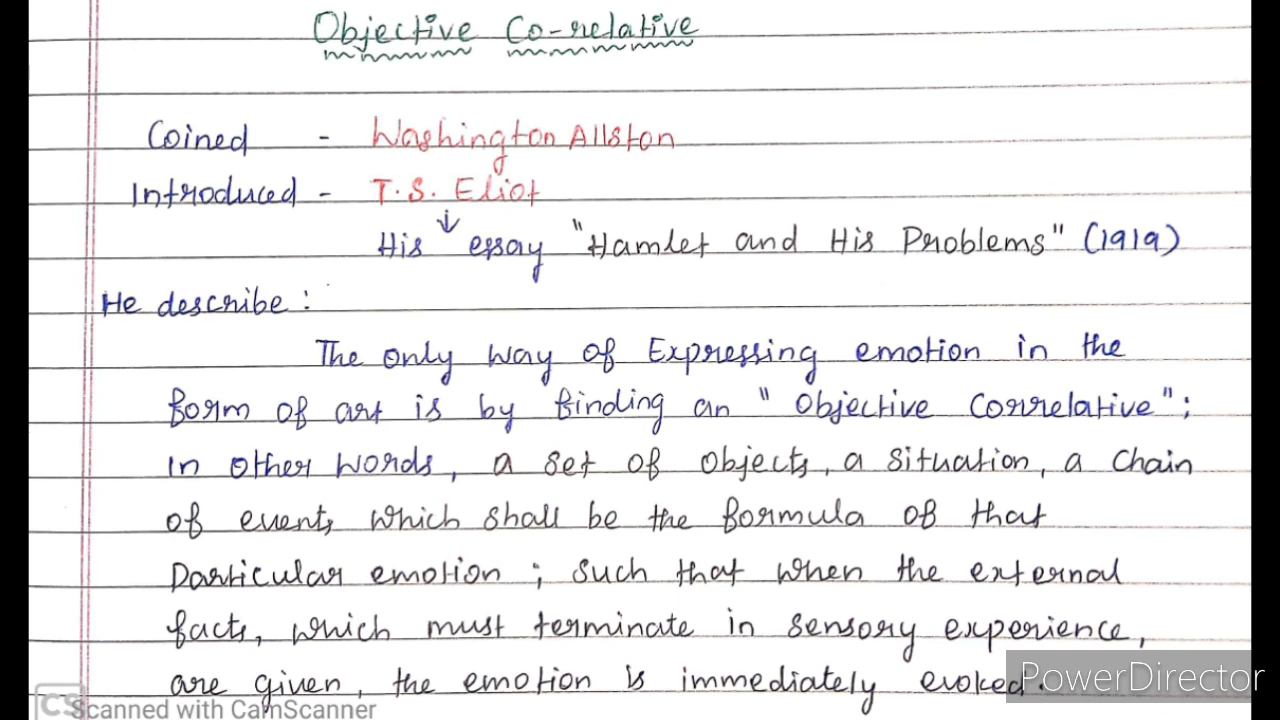 Objective Co-relative
Coined - Washington Allston
Introduced - T.S. Eliot
His essay "Hamlet and His Problems" (1919)
He describe :
The only way of Expressing emotion in the
form of art is by finding an "Objective Correlative";
in other words, a set of objects, a situation, a chain
of events, which shall be the formula of that
Particular emotion ; such that when the external
facts, which must terminate in sensory experience,
are given, the emotion is immediately evoked.
PowerDirector
CS Scanned with CamScanner